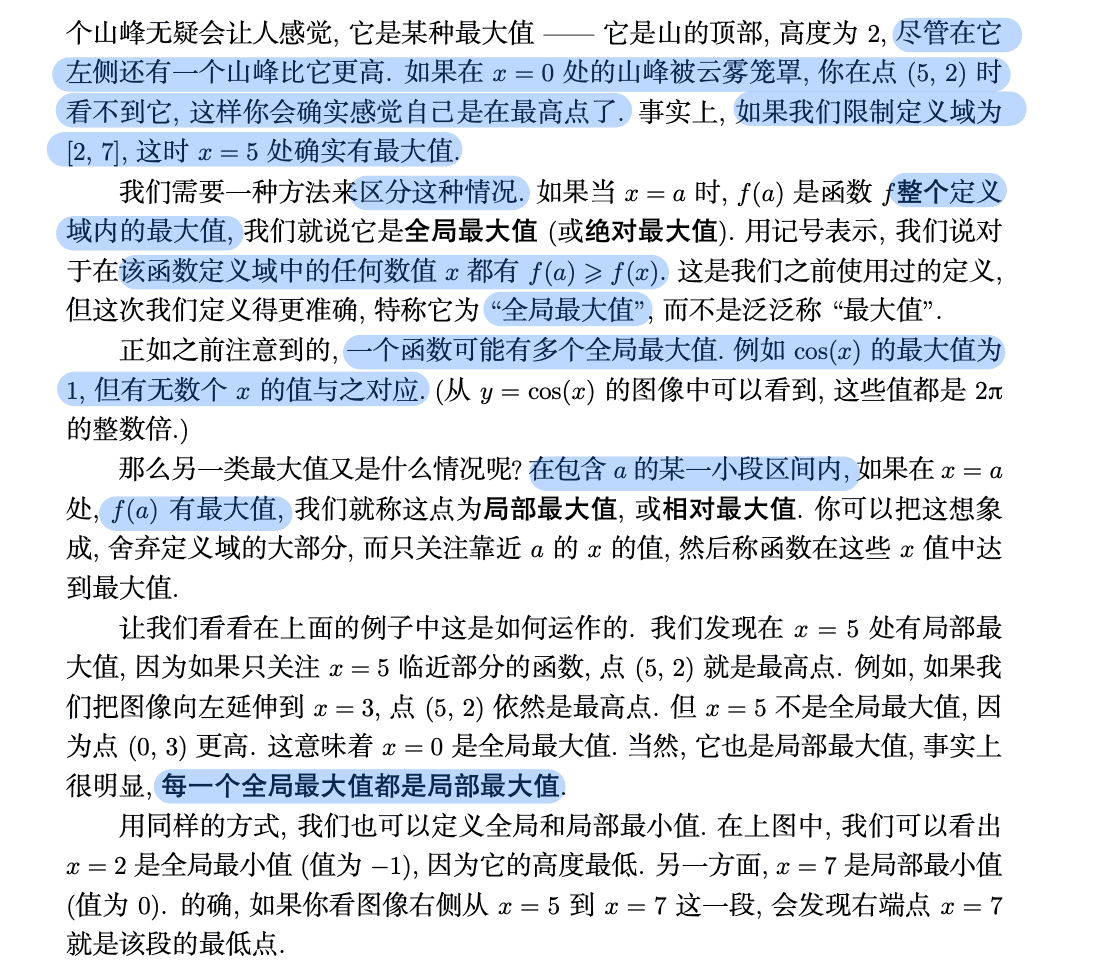 个山峰无疑会让人感觉, 它是某种最大值 —— 它是山的顶部, 高度为 2, 尽管在它
左侧还有一个山峰比它更高. 如果在 x = 0 处的山峰被云雾笼罩, 你在点 (5, 2) 时
看不到它, 这样你会确实感觉自己是在最高点了. 事实上, 如果我们限制定义域为
[2, 7], 这时 x = 5 处确实有最大值.
我们需要一种方法来区分这种情况. 如果当 x = a 时, f(a) 是函数 f 整个定义
域内的最大值, 我们就说它是全局最大值 (或绝对最大值). 用记号表示, 我们说对
于在该函数定义域中的任何数值 x 都有 f(a) ⩾ f(x). 这是我们之前使用过的定义,
但这次我们定义得更准确, 特称它为 “全局最大值”, 而不是泛泛称 “最大值”.
正如之前注意到的, 一个函数可能有多个全局最大值. 例如 cos(x) 的最大值为
1, 但有无数个 x 的值与之对应. (从 y = cos(x) 的图像中可以看到, 这些值都是 2π
的整数倍.)
那么另一类最大值又是什么情况呢? 在包含 a 的某一小段区间内, 如果在 x = a
处, f(a) 有最大值, 我们就称这点为局部最大值, 或相对最大值. 你可以把这想象
成, 舍弃定义域的大部分, 而只关注靠近 a 的 x 的值, 然后称函数在这些 x 值中达
到最大值.
让我们看看在上面的例子中这是如何运作的. 我们发现在 x = 5 处有局部最
大值, 因为如果只关注 x = 5 临近部分的函数, 点 (5, 2) 就是最高点. 例如, 如果我
们把图像向左延伸到 x = 3, 点 (5, 2) 依然是最高点. 但 x = 5 不是全局最大值, 因
为点 (0, 3) 更高. 这意味着 x = 0 是全局最大值. 当然, 它也是局部最大值, 事实上
很明显, 每一个全局最大值都是局部最大值.
用同样的方式, 我们也可以定义全局和局部最小值. 在上图中, 我们可以看出
x = 2 是全局最小值 (值为 −1), 因为它的高度最低. 另一方面, x = 7 是局部最小值
(值为 0). 的确, 如果你看图像右侧从 x = 5 到 x = 7 这一段, 会发现右端点 x = 7
就是该段的最低点.